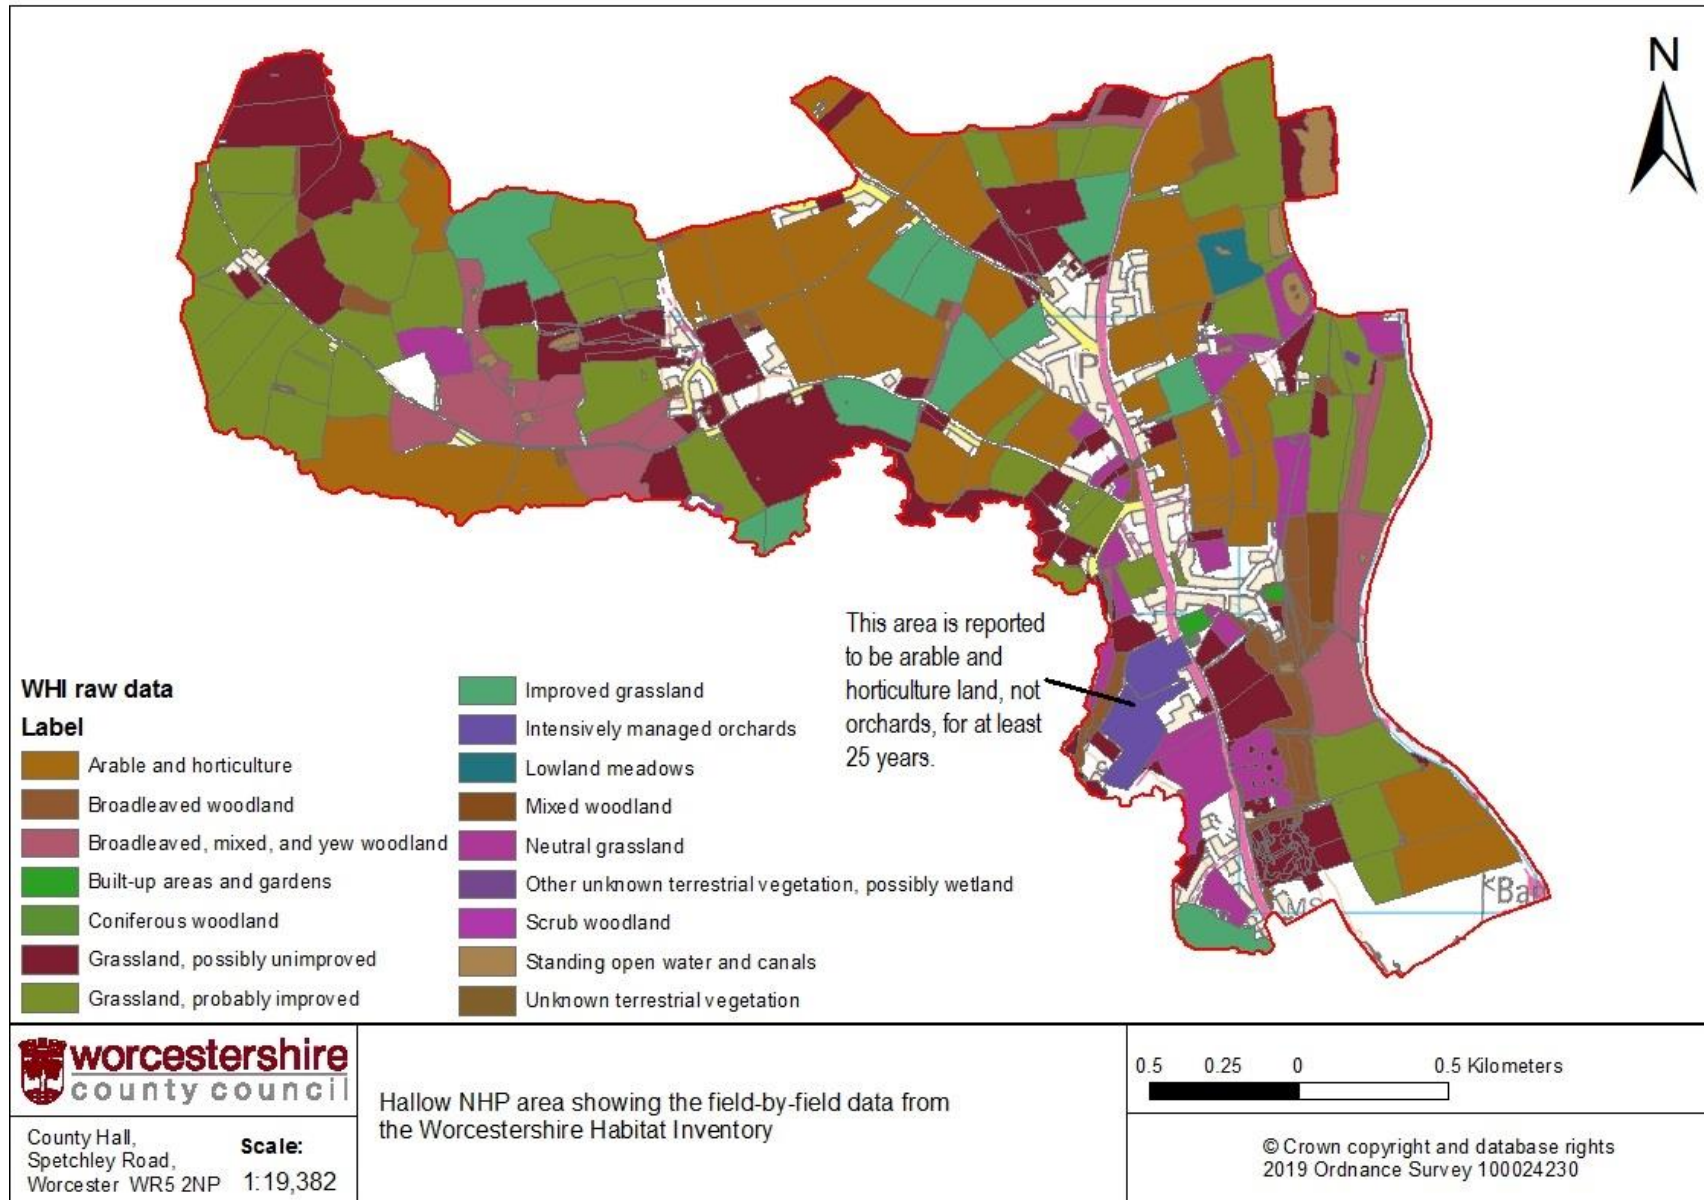 N
P
This area is reported
to be arable and
horticulture land, not
orchards, for at least
25 years.
WHI raw data
Label
Arable and horticulture
Broadleaved woodland
Broadleaved, mixed, and yew woodland
Built-up areas and gardens
Coniferous woodland
Grassland, possibly unimproved
Grassland, probably improved
Improved grassland
Intensively managed orchards
Lowland meadows
Mixed woodland
Neutral grassland
Other unknown terrestrial vegetation, possibly wetland
Scrub woodland
Standing open water and canals
Unknown terrestrial vegetation
MS
Ba
worcestershire
county council
County Hall,
Spetchley Road,
Worcester WR5 2NP
Scale:
1:19,382
Hallow NHP area showing the field-by-field data from
the Worcestershire Habitat Inventory
0.5 0.25 0 0.5 Kilometers
© Crown copyright and database rights
2019 Ordnance Survey 100024230